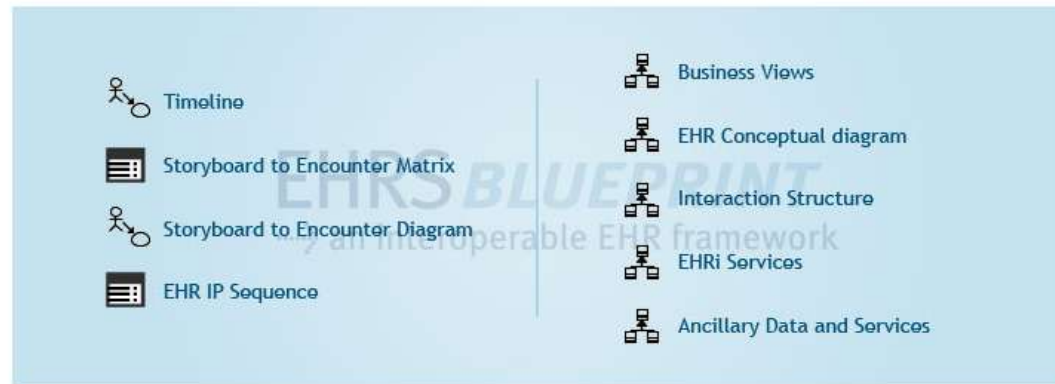 Timeline
Storyboard to Encounter Matrix
Storyboard to Encounter Diagram
EHR IP Sequence
Business Views
EHR Conceptual diagram
Interaction Structure
EHRi Services
Ancillary Data and Services
EHRS BLUEPRINT
an interoperable EHR framework